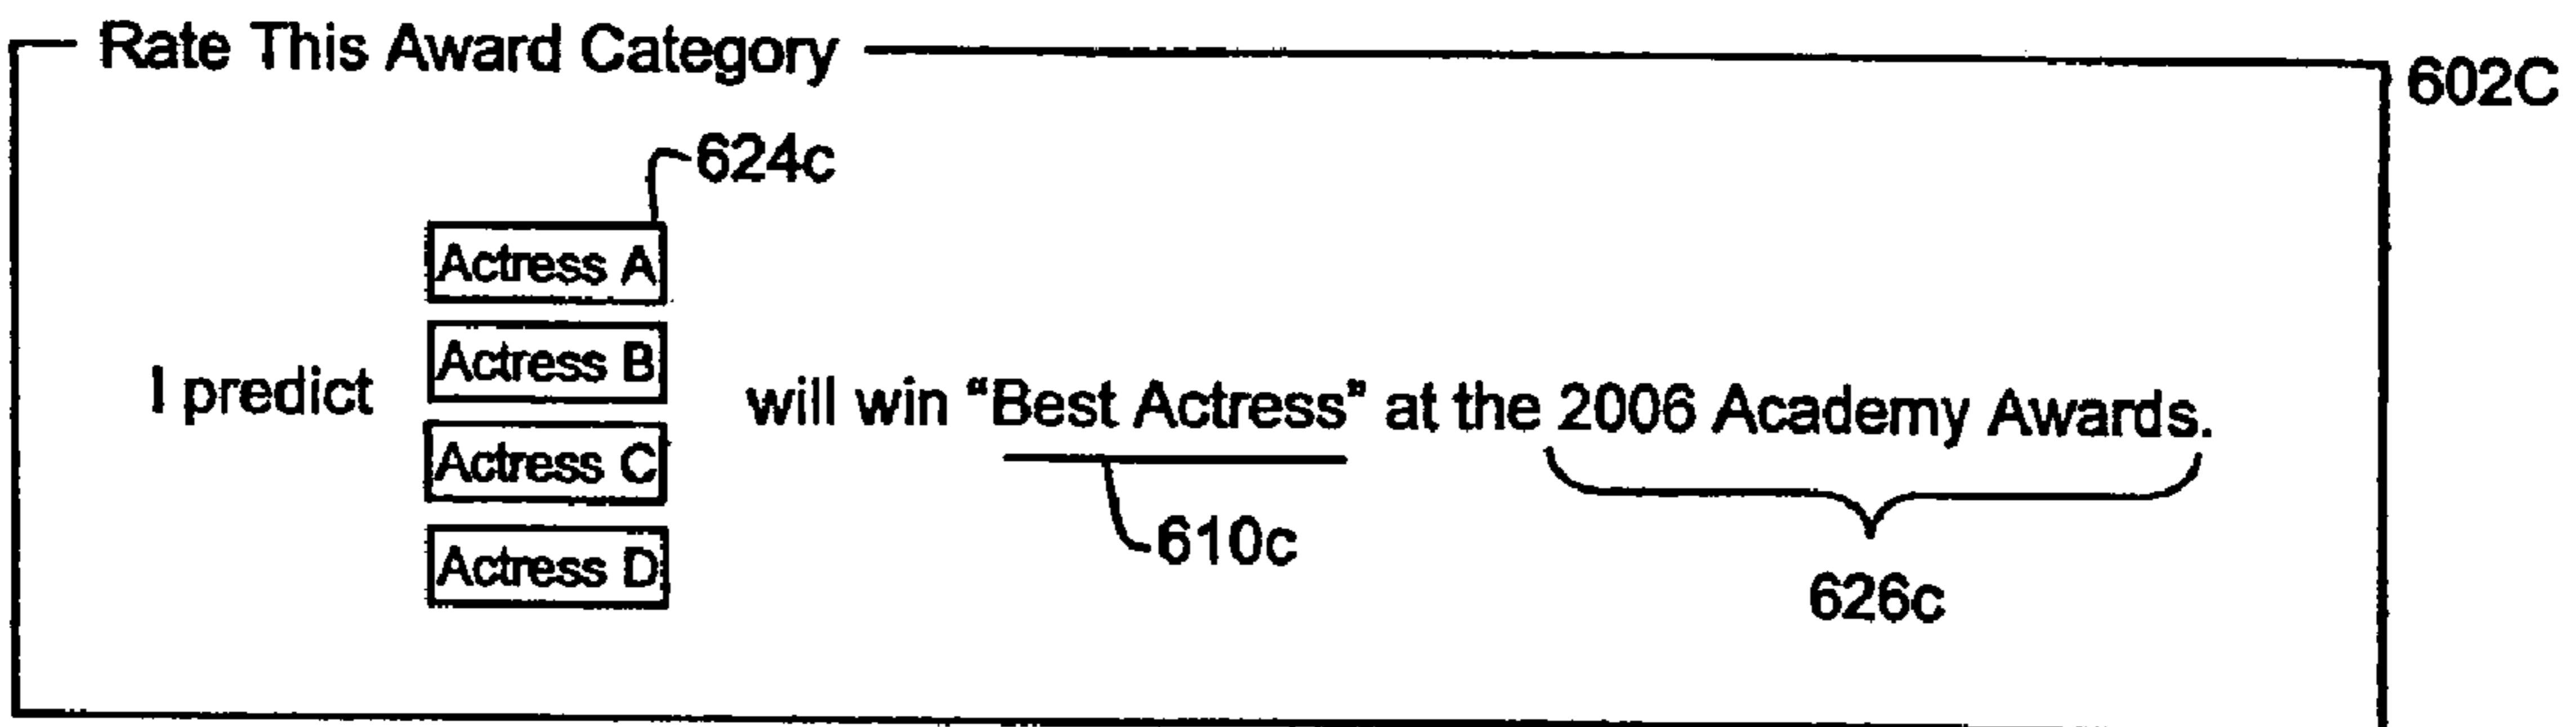 Rate This Award Category
602C
624c
Actress A
Actress B
I predict
will win “Best Actress” at the 2006 Academy Awards.
Actress C
610c
Actress D
626c